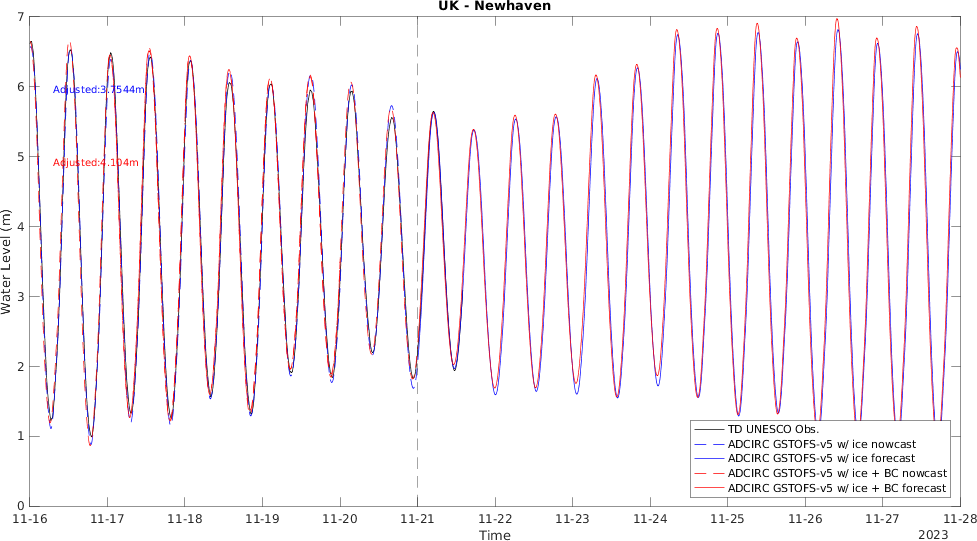 UK - Newhaven
7
6
5
4
3
2
1
0
Water Level (m)
Adjusted:3.7544m
Adjusted:4.104m
TD UNESCO Obs.
ADCIRC GSTOFS-v5 w/ ice nowcast
ADCIRC GSTOFS-v5 w/ ice forecast
ADCIRC GSTOFS-v5 w/ ice + BC nowcast
ADCIRC GSTOFS-v5 w/ ice + BC forecast
11-16 11-17 11-18 11-19 11-20 11-21 11-22 11-23 11-24 11-25 11-26 11-27 11-28
Time
2023